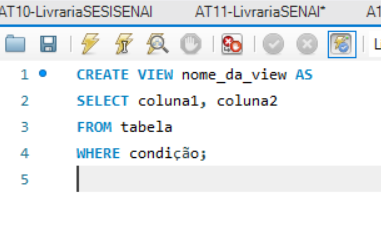 AT10-LivrariaSESISENAI AT11-LivrariaSENAI* A1
L
1 CREATE VIEW nome_da_view AS
2 SELECT coluna1, coluna2
3 FROM tabela
4 WHERE condição;
5